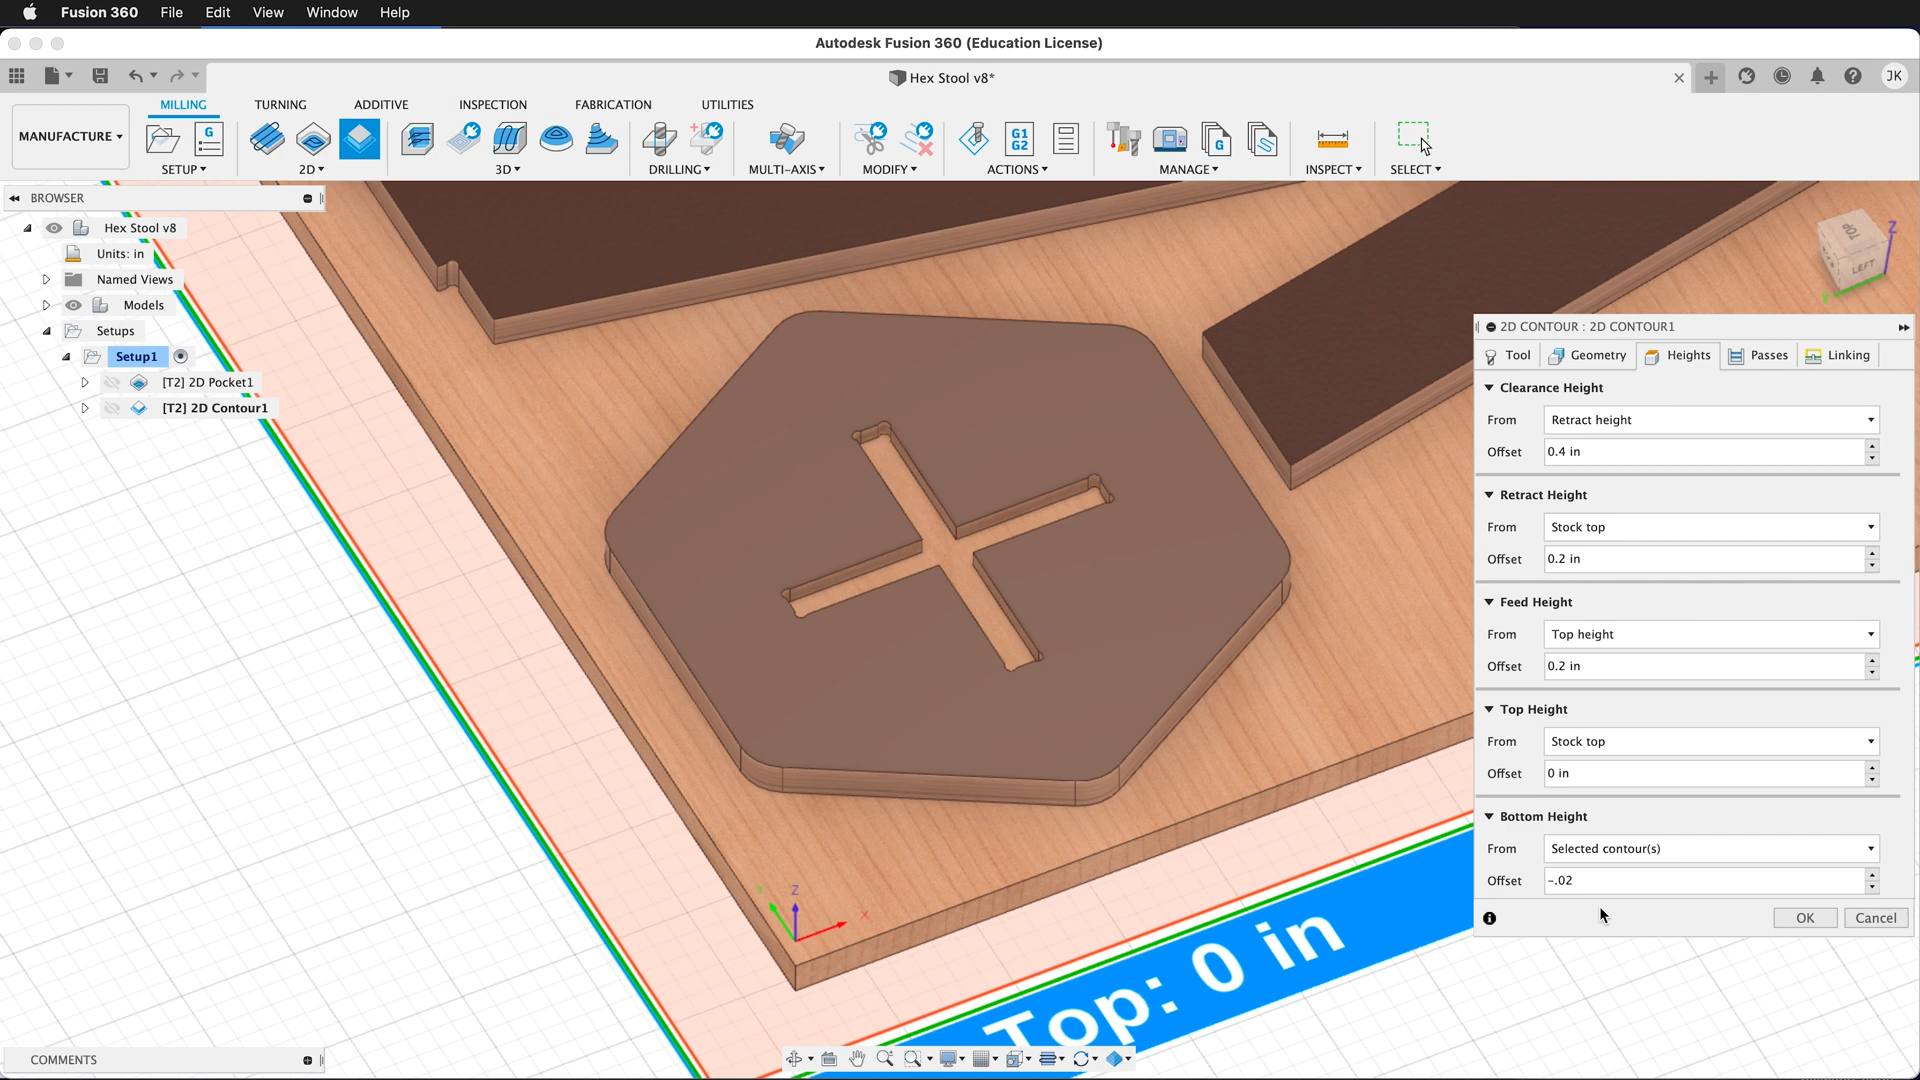 Fusion 360 File Edit View Window Help
Autodesk Fusion 360 (Education License)
Hex Stool v8*
JK
MILLING TURNING ADDITIVE INSPECTION FABRICATION UTILITIES
MANUFACTURE
G
G1
G2
G
SETUP 2D 3D DRILLING MULTI-AXIS MODIFY ACTIONS MANAGE INSPECT SELECT
BROWSER
Hex Stool v8
Units: in
Named Views
Models
Setups
Setup1
[T2] 2D Pocket1
[T2] 2D Contour1
TOP
LEFT
Z
Y
2D CONTOUR : 2D CONTOUR1
Tool Geometry Heights Passes Linking
Clearance Height
From Retract height
Offset 0.4 in
Retract Height
From Stock top
Offset 0.2 in
Feed Height
From Top height
Offset 0.2 in
Top Height
From Stock top
Offset 0 in
Bottom Height
From Selected contour(s)
Offset -.02
OK Cancel
Y Z X
Top: 0 in
COMMENTS